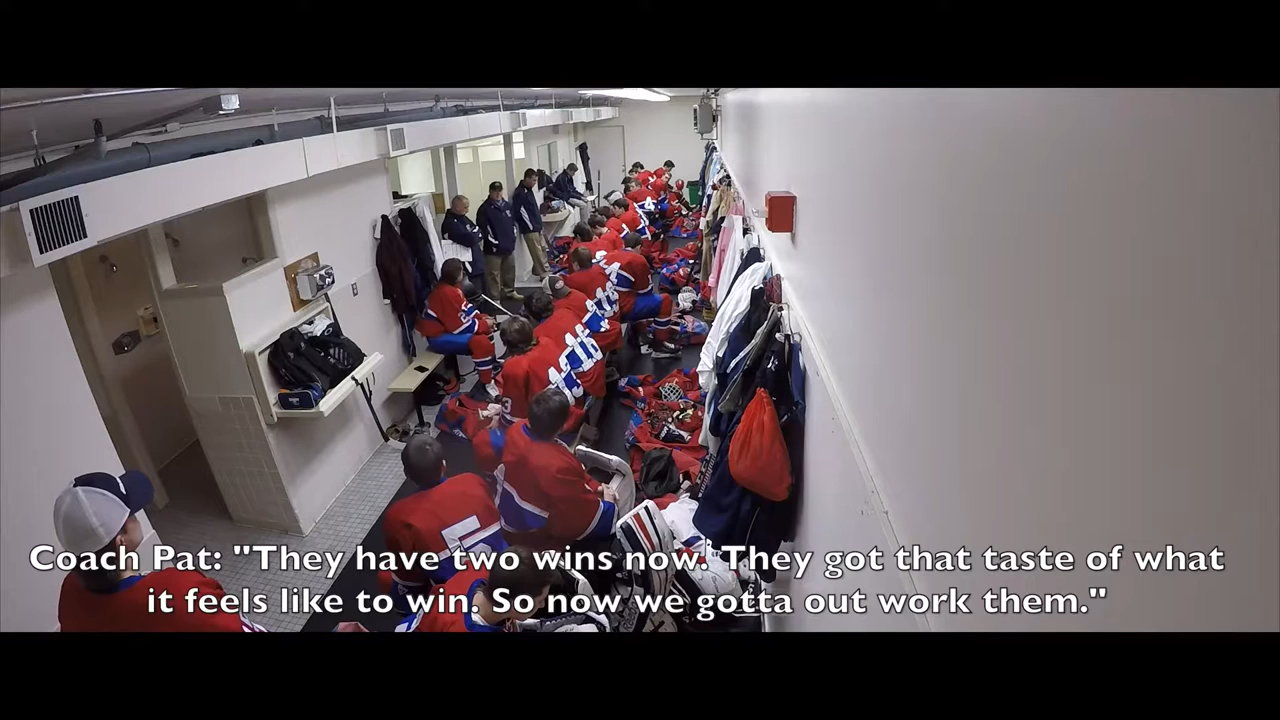 Coach Pat: "They have two wins now. They got that taste of what
it feels like to win. So now we gotta out work them."